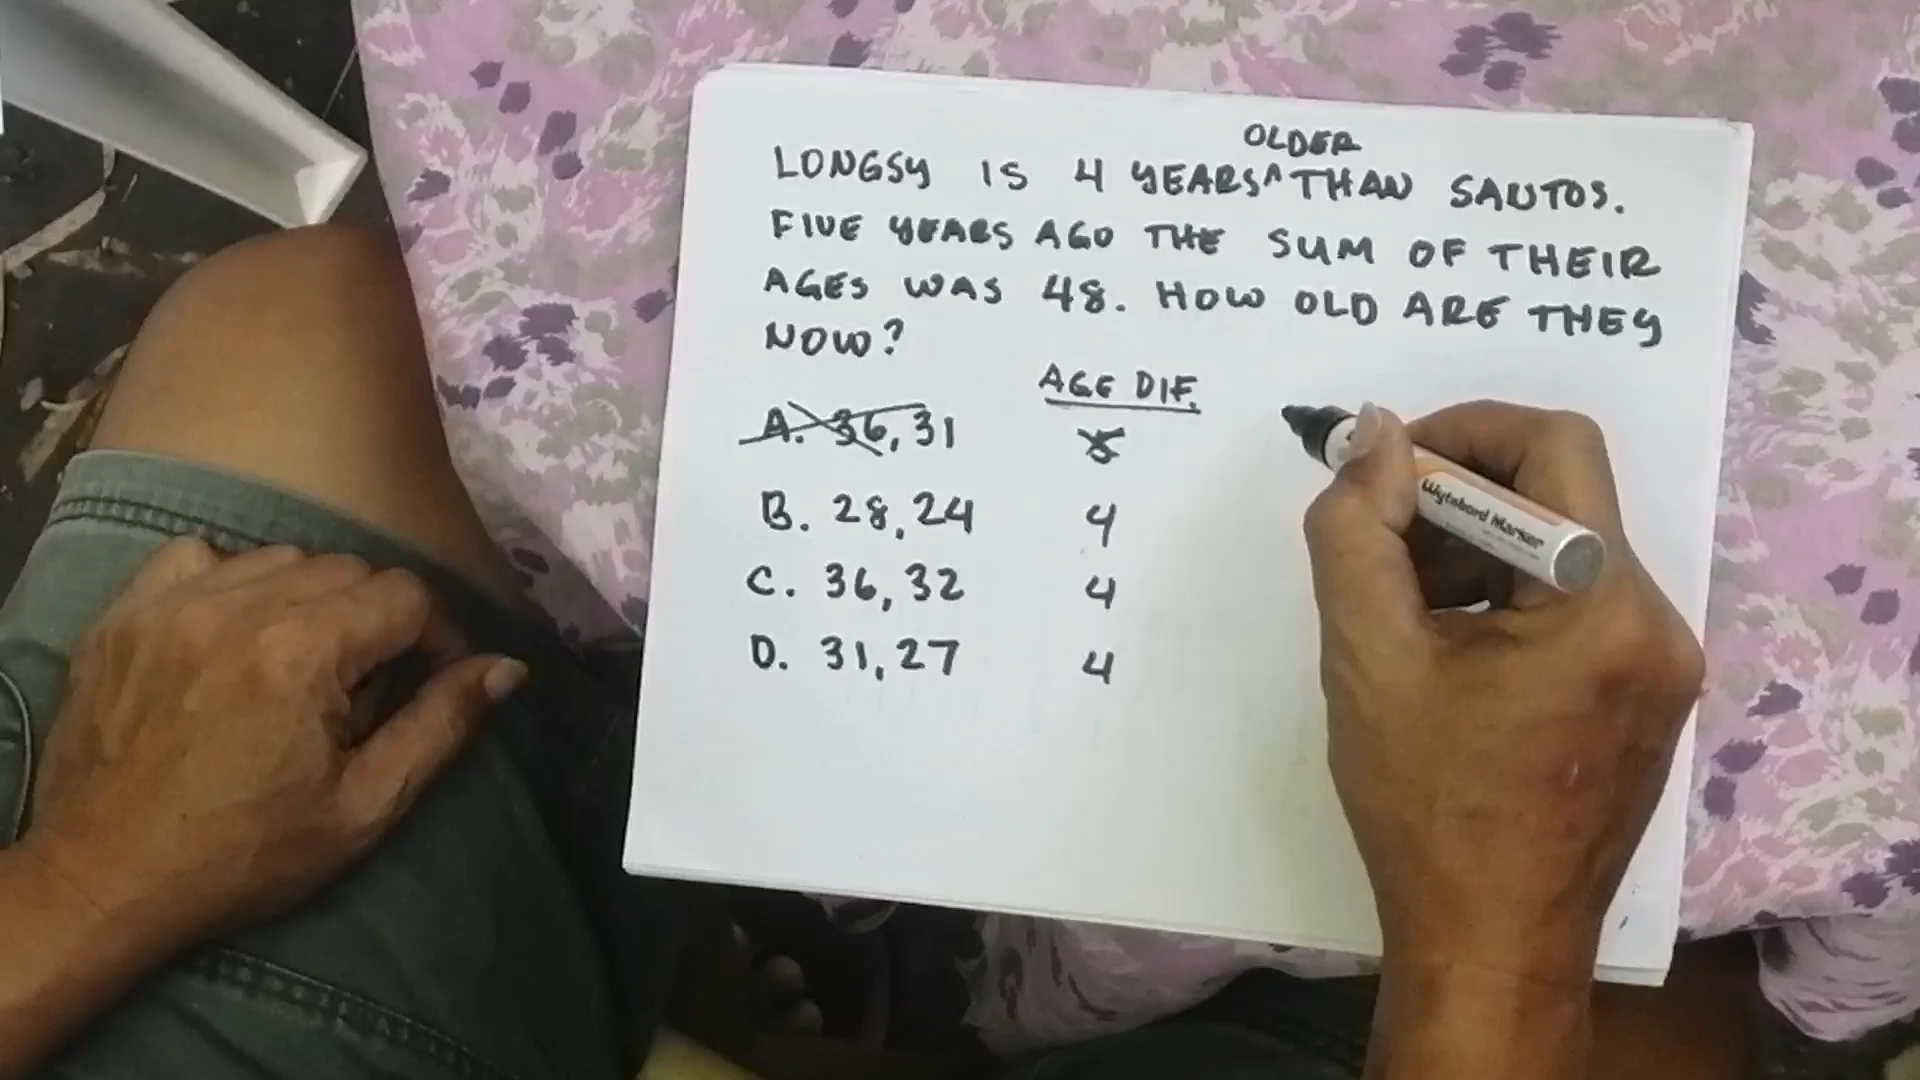 OLDER
LONGSY IS 4 YEARS^THAN SANTOS.
FIVE YEARS AGO THE SUM OF THEIR
AGES WAS 48. HOW OLD ARE THEY
NOW?
AGE DIF.
A. 36, 31 5
B. 28, 24 4
C. 36, 32 4
D. 31, 27 4
Wytebord Marker